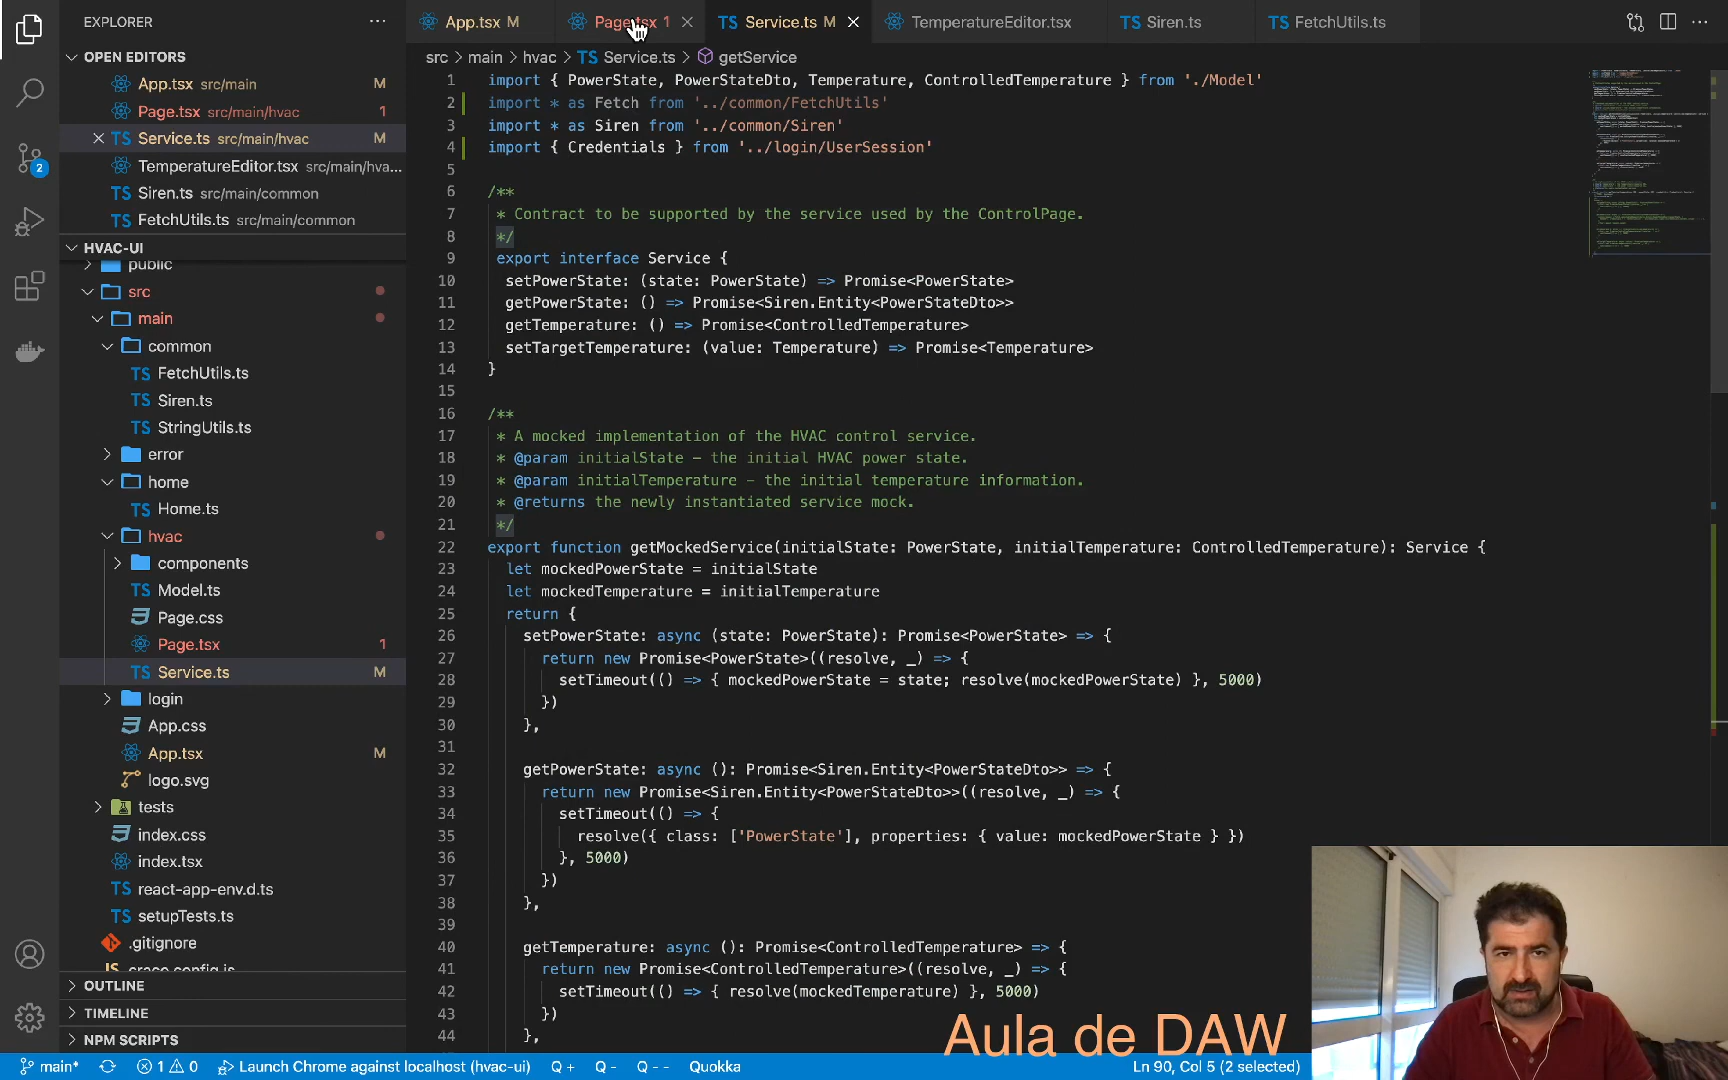 EXPLORER
App.tsx M
Page.tsx 1
TS Service.ts M
TemperatureEditor.tsx
TS Siren.ts
TS FetchUtils.ts
OPEN EDITORS
App.tsx src/main M
Page.tsx src/main/hvac 1
TS Service.ts src/main/hvac M
TemperatureEditor.tsx src/main/hva...
TS Siren.ts src/main/common
TS FetchUtils.ts src/main/common
HVAC-UI
public
src
main
common
TS FetchUtils.ts
TS Siren.ts
TS StringUtils.ts
error
home
TS Home.ts
hvac
components
TS Model.ts
Page.css
Page.tsx 1
TS Service.ts M
login
App.css
App.tsx M
logo.svg
tests
index.css
index.tsx
TS react-app-env.d.ts
TS setupTests.ts
.gitignore
OUTLINE
TIMELINE
NPM SCRIPTS
2
src > main > hvac > TS Service.ts > getService
1 import { PowerState, PowerStateDto, Temperature, ControlledTemperature } from './Model'
2 import * as Fetch from '../common/FetchUtils'
3 import * as Siren from '../common/Siren'
4 import { Credentials } from '../login/UserSession'
5
6 /**
7 * Contract to be supported by the service used by the ControlPage.
8 */
9 export interface Service {
10 setPowerState: (state: PowerState) => Promise<PowerState>
11 getPowerState: () => Promise<Siren.Entity<PowerStateDto>>
12 getTemperature: () => Promise<ControlledTemperature>
13 setTargetTemperature: (value: Temperature) => Promise<Temperature>
14 }
15
16 /**
17 * A mocked implementation of the HVAC control service.
18 * @param initialState - the initial HVAC power state.
19 * @param initialTemperature - the initial temperature information.
20 * @returns the newly instantiated service mock.
21 */
22 export function getMockedService(initialState: PowerState, initialTemperature: ControlledTemperature): Service {
23 let mockedPowerState = initialState
24 let mockedTemperature = initialTemperature
25 return {
26 setPowerState: async (state: PowerState): Promise<PowerState> => {
27 return new Promise<PowerState>((resolve, _) => {
28 setTimeout(() => { mockedPowerState = state; resolve(mockedPowerState) }, 5000)
29 })
30 },
31
32 getPowerState: async (): Promise<Siren.Entity<PowerStateDto>> => {
33 return new Promise<Siren.Entity<PowerStateDto>>((resolve, _) => {
34 setTimeout(() => {
35 resolve({ class: ['PowerState'], properties: { value: mockedPowerState } })
36 }, 5000)
37 })
38 },
39
40 getTemperature: async (): Promise<ControlledTemperature> => {
41 return new Promise<ControlledTemperature>((resolve, _) => {
42 setTimeout(() => { resolve(mockedTemperature) }, 5000)
43 })
44 },
Aula de DAW
main* 1 0 Launch Chrome against localhost (hvac-ui) Q + Q - Q - - Quokka Ln 90, Col 5 (2 selected)